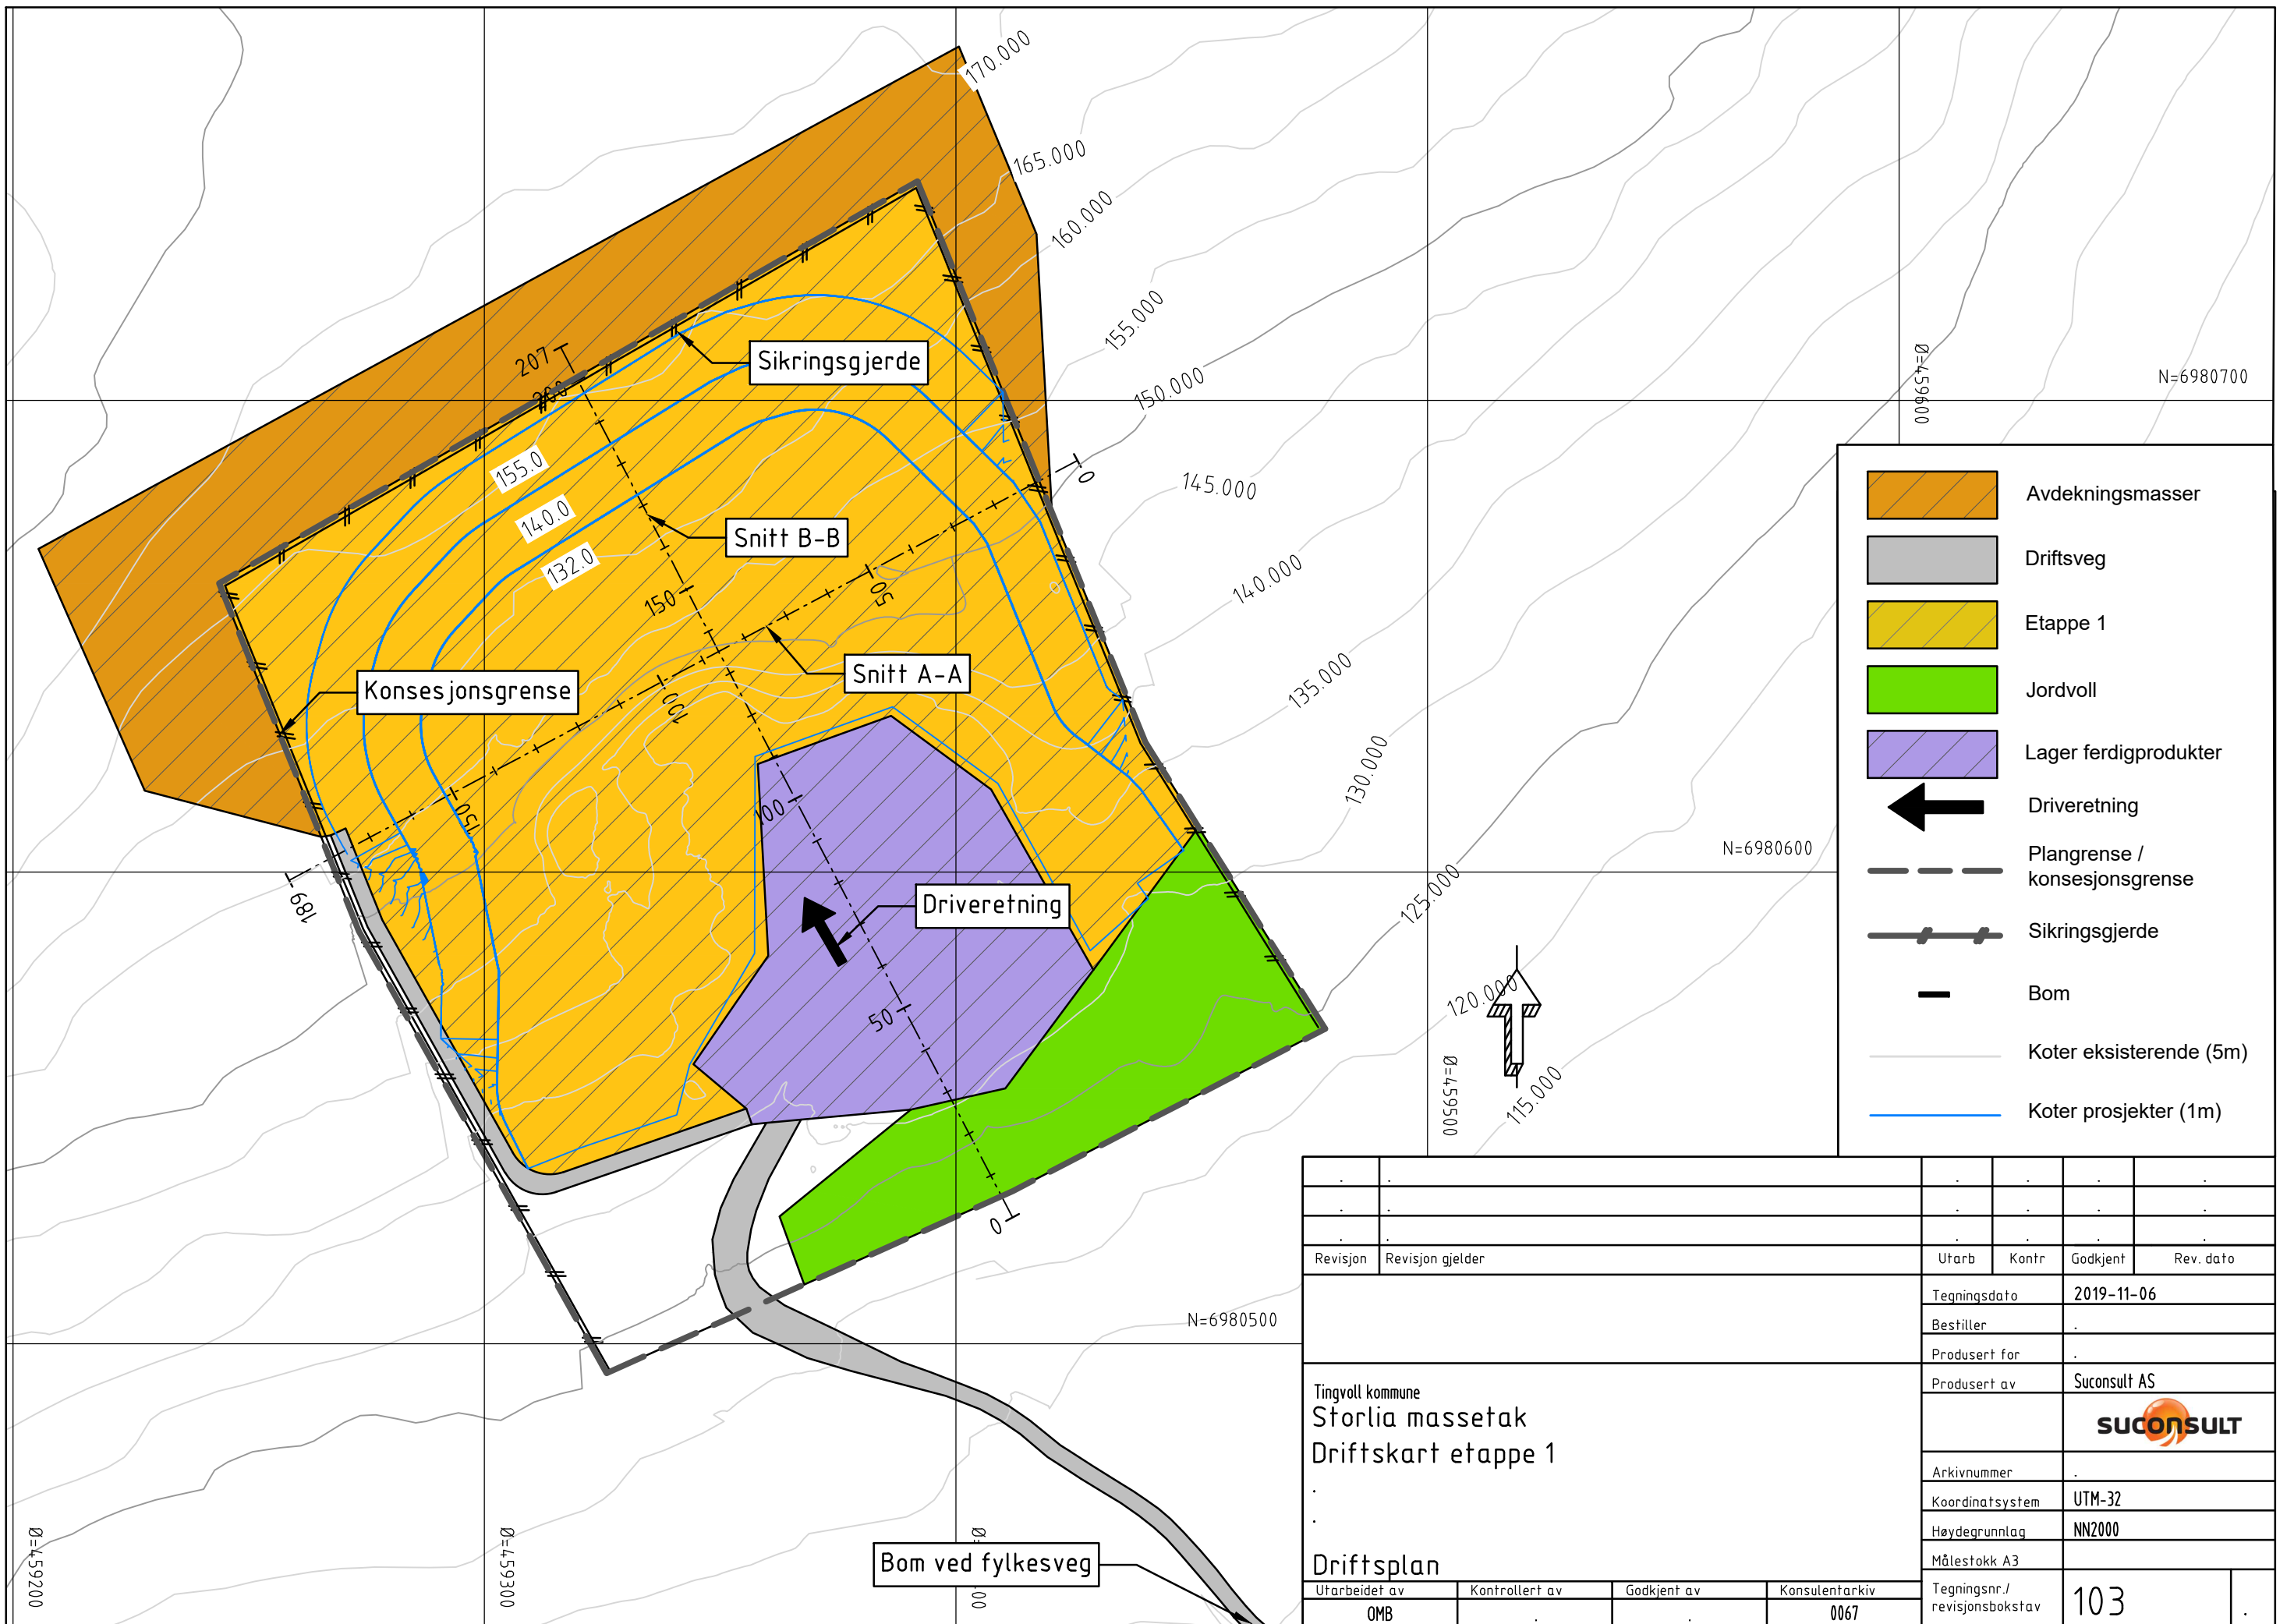 170.000
165.000
160.000
155.000
150.000
145.000
140.000
135.000
130.000
125.000
120.000
115.000
N=6980700
Ø=459600
N=6980600
Ø=459500
N=6980500
Ø=459200
Ø=459300
207
200
Sikringsgjerde
155.0
140.0
132.0
Snitt B-B
0
50
150
Snitt A-A
Konsesjonsgrense
100
150
100
189
Driveretning
50
0
Bom ved fylkesveg
Avdekningsmasser
Driftsveg
Etappe 1
Jordvoll
Lager ferdigprodukter
Driveretning
Plangrense /
konsesjonsgrense
Sikringsgjerde
Bom
Koter eksisterende (5m)
Koter prosjekter (1m)
Revisjon Revisjon gjelder Utarb Kontr Godkjent Rev. dato
Tegningsdato 2019-11-06
Bestiller .
Produsert for .
Produsert av Suconsult AS
suconsult
Tingvoll kommune
Storlia massetak
Driftskart etappe 1
.
.
Driftsplan
Arkivnummer .
Koordinatsystem UTM-32
Høydegrunnlag NN2000
Målestokk A3
Utarbeidet av Kontrollert av Godkjent av Konsulentarkiv
OMB . . 0067
Tegningsnr./
revisjonsbokstav 103 .